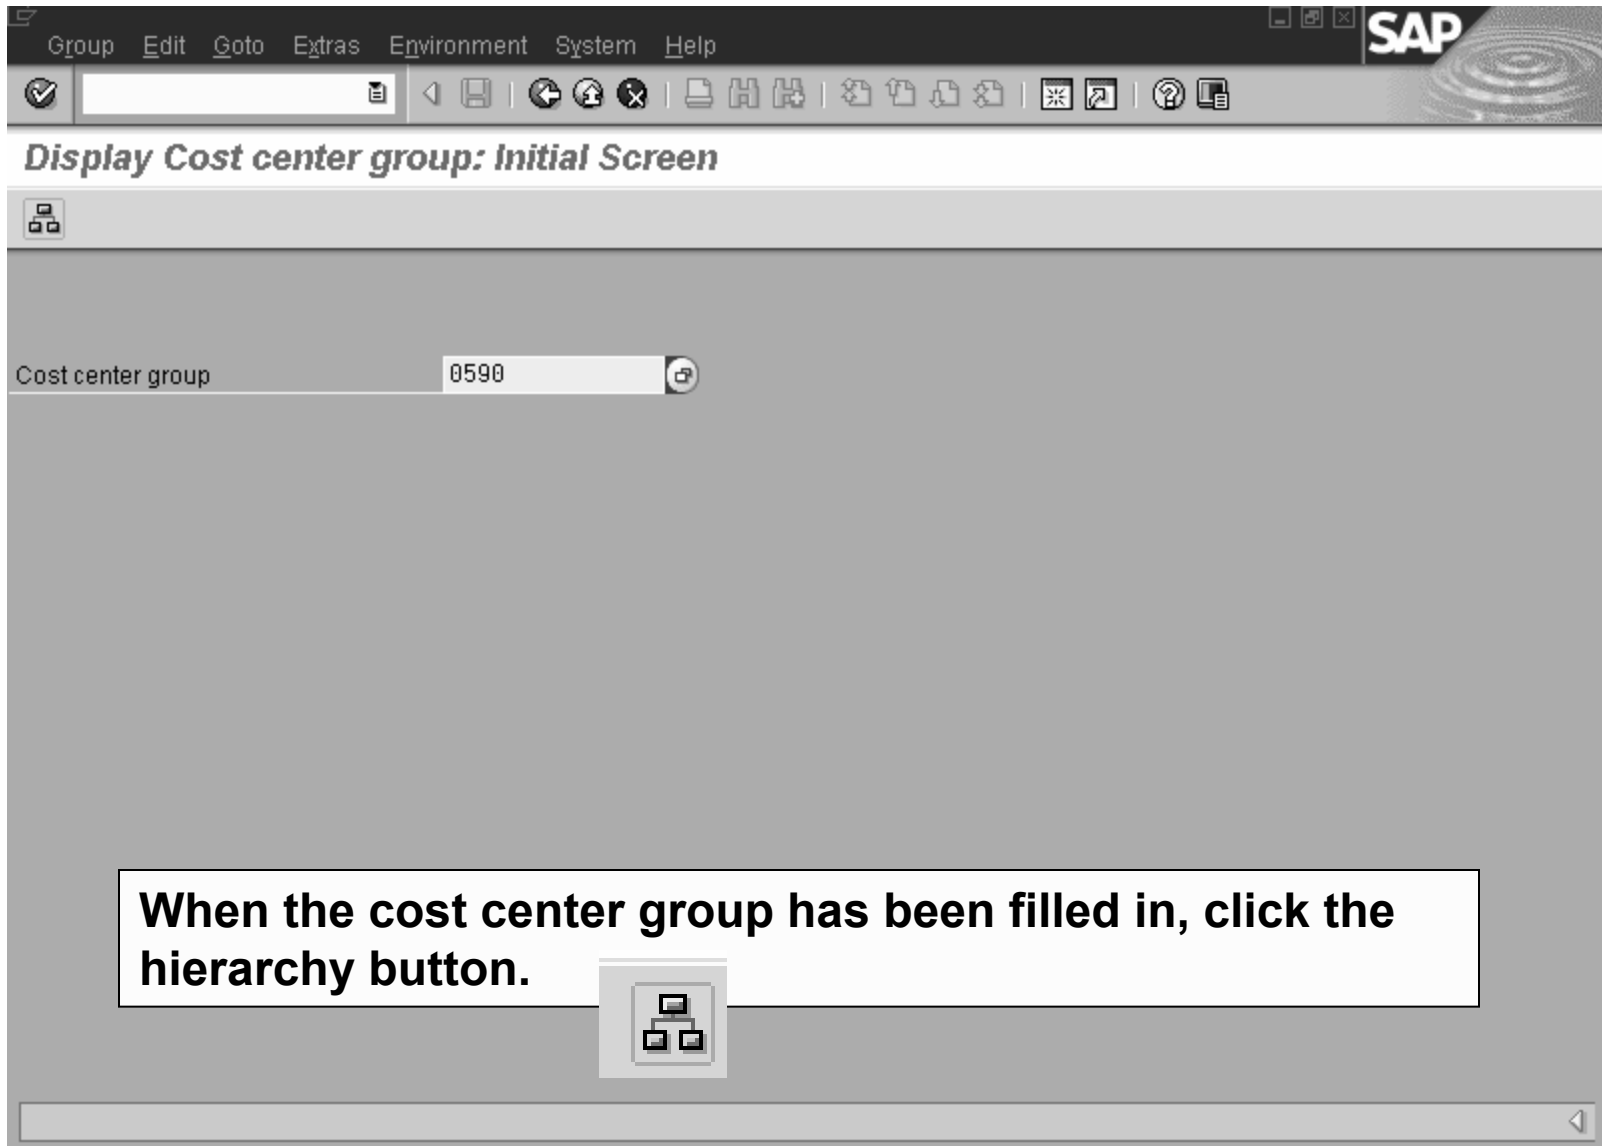 Group Edit Goto Extras Environment System Help
SAP
Display Cost center group: Initial Screen
Cost center group 0590
When the cost center group has been filled in, click the
hierarchy button.